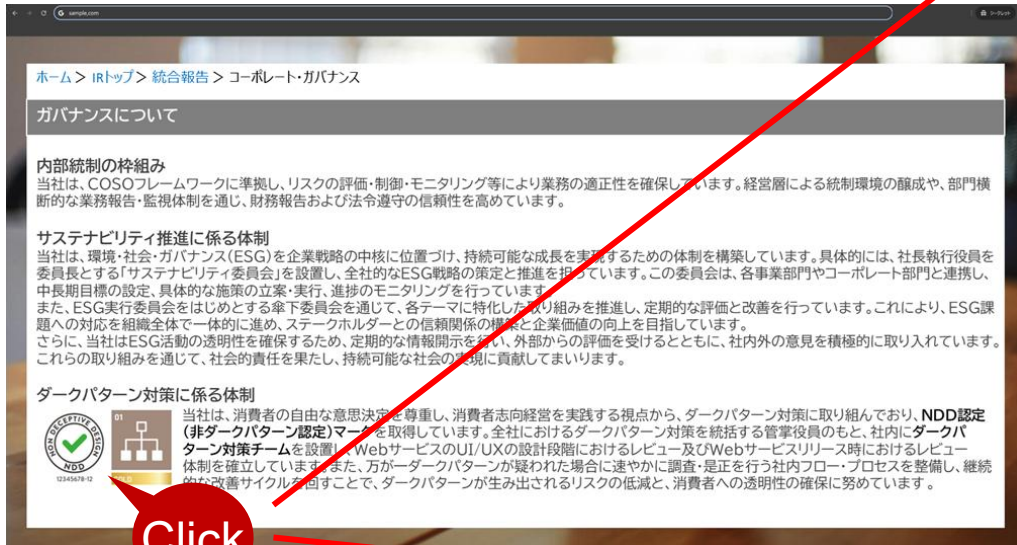 sample.com
シークレット
ホーム > IRトップ > 統合報告 > コーポレート・ガバナンス
ガバナンスについて
内部統制の枠組み
当社は、COSOフレームワークに準拠し、リスクの評価・制御・モニタリング等により業務の適正性を確保しています。経営層による統制環境の醸成や、部門横
断的な業務報告・監視体制を通じ、財務報告および法令遵守の信頼性を高めています。
サステナビリティ推進に係る体制
当社は、環境・社会・ガバナンス(ESG)を企業戦略の中核に位置づけ、持続可能な成長を実現するための体制を構築しています。具体的には、社長執行役員を
委員長とする「サステナビリティ委員会」を設置し、全社的なESG戦略の策定と推進を担っています。この委員会は、各事業部門やコーポレート部門と連携し、
中長期目標の設定、具体的な施策の立案・実行、進捗のモニタリングを行っています。
また、ESG実行委員会をはじめとする傘下委員会を通じて、各テーマに特化した取り組みを推進し、定期的な評価と改善を行っています。これにより、ESG課
題への対応を組織全体で一体的に進め、ステークホルダーとの信頼関係の構築と企業価値の向上を目指しています。
さらに、当社はESG活動の透明性を確保するため、定期的な情報開示を行い、外部からの評価を受けるとともに、社内外の意見を積極的に取り入れています。
これらの取り組みを通じて、社会的責任を果たし、持続可能な社会の実現に貢献してまいります。
ダークパターン対策に係る体制
NON DECEPTIVE DESIGN
NDD
12345678-12
01
当社は、消費者の自由な意思決定を尊重し、消費者志向経営を実践する視点から、ダークパターン対策に取り組んでおり、NDD認定
(非ダークパターン認定)マークを取得しています。全社におけるダークパターン対策を統括する管掌役員のもと、社内にダークパ
ターン対策チームを設置し、WebサービスのUI/UXの設計段階におけるレビュー及びWebサービスリリース時におけるレビュー
体制を確立しています。また、万が一ダークパターンが疑われた場合に速やかに調査・是正を行う社内フロー・プロセスを整備し、継続
的な改善サイクルを回すことで、ダークパターンが生み出されるリスクの低減と、消費者への透明性の確保に努めています。
Click